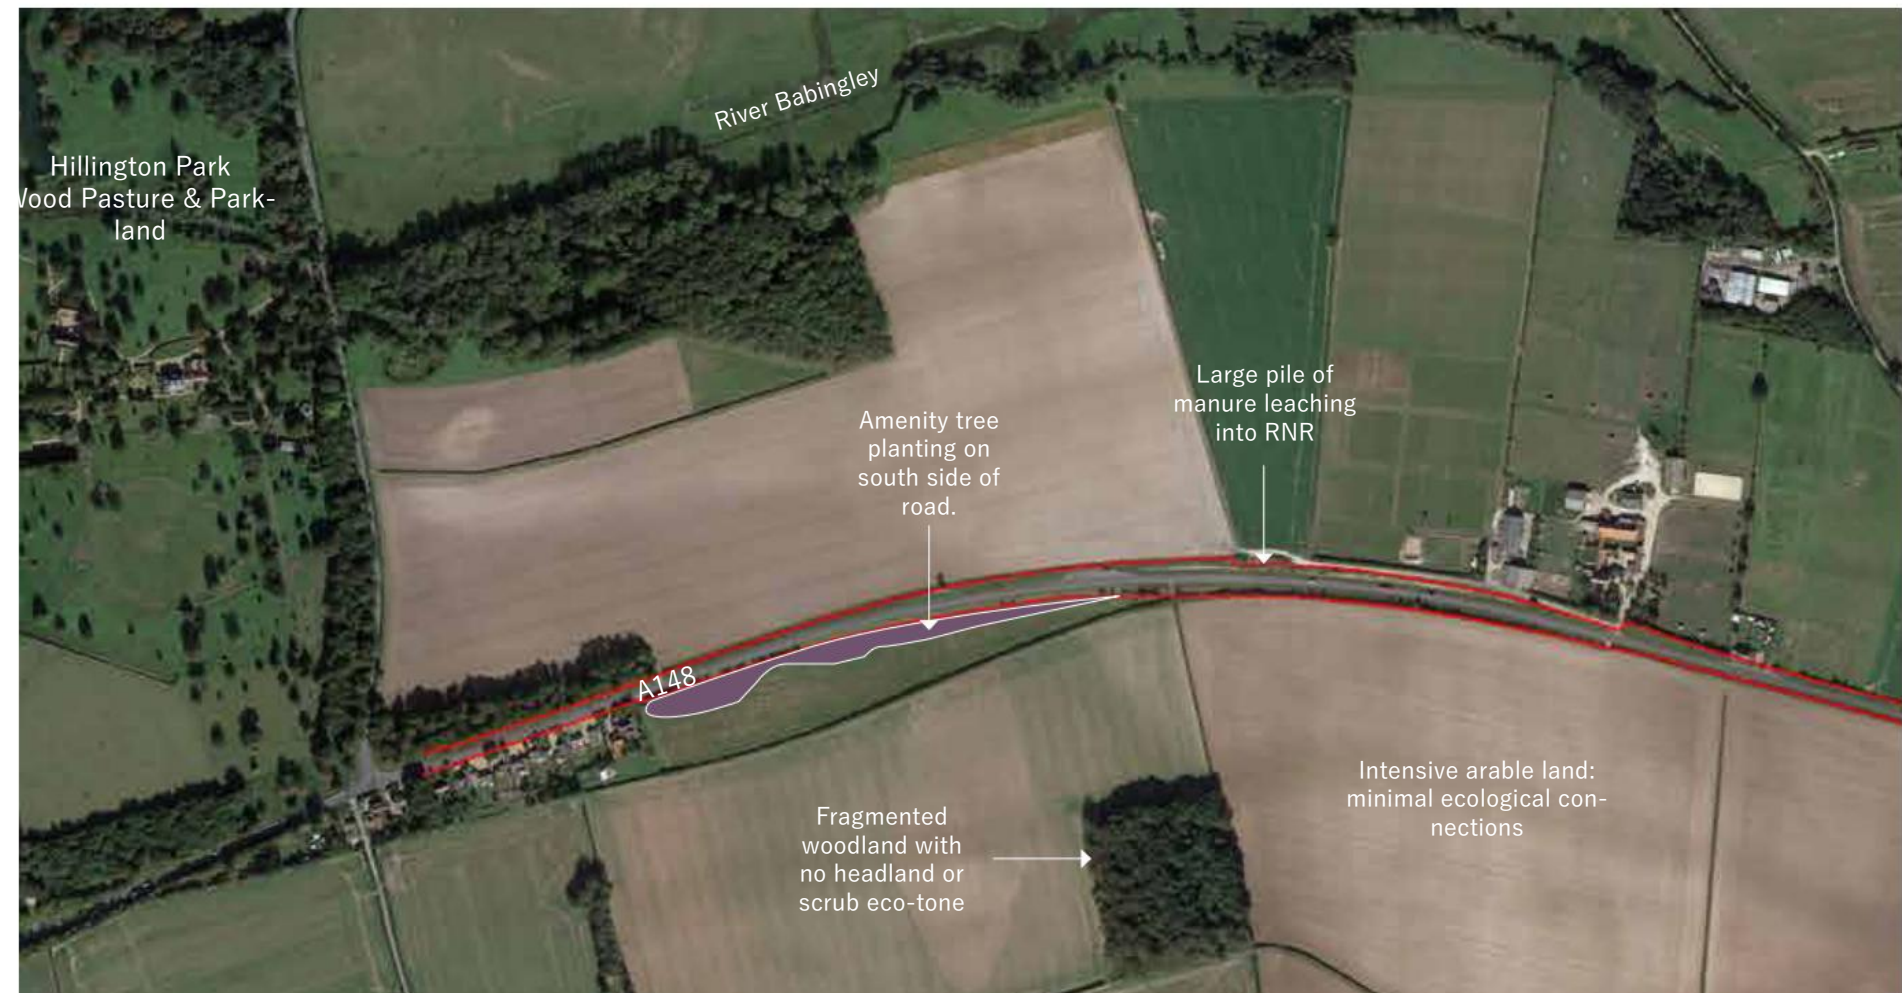 River Babingley
Hillington Park
Wood Pasture & Park-
land
Large pile of
manure leaching
into RNR
Amenity tree
planting on
south side of
road.
A148
Intensive arable land:
minimal ecological con-
nections
Fragmented
woodland with
no headland or
scrub eco-tone